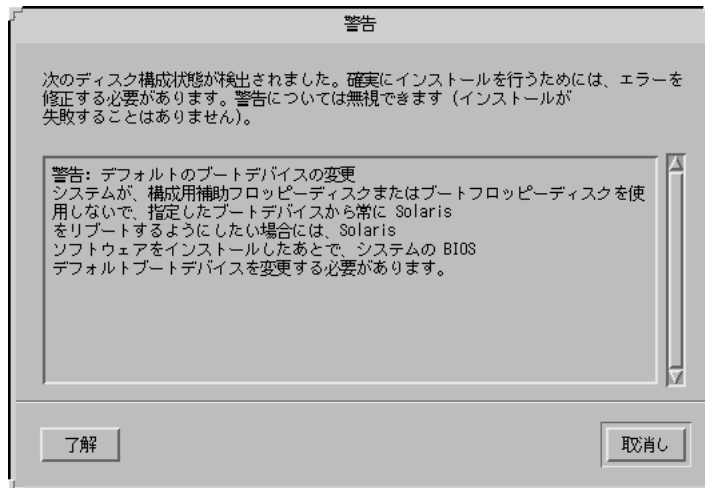 警告
次のディスク構成状態が検出されました。確実にインストールを行うためには、エラーを
修正する必要があります。警告については無視できます (インストールが
失敗することはありません)。
警告: デフォルトのブートデバイスの変更
システムが、構成用補助フロッピーディスクまたはブートフロッピーディスクを使
用しないで、指定したブートデバイスから常に Solaris
をリブートするようにしたい場合には、Solaris
ソフトウェアをインストールしたあとで、システムの BIOS
デフォルトブートデバイスを変更する必要があります。
了解
取消し